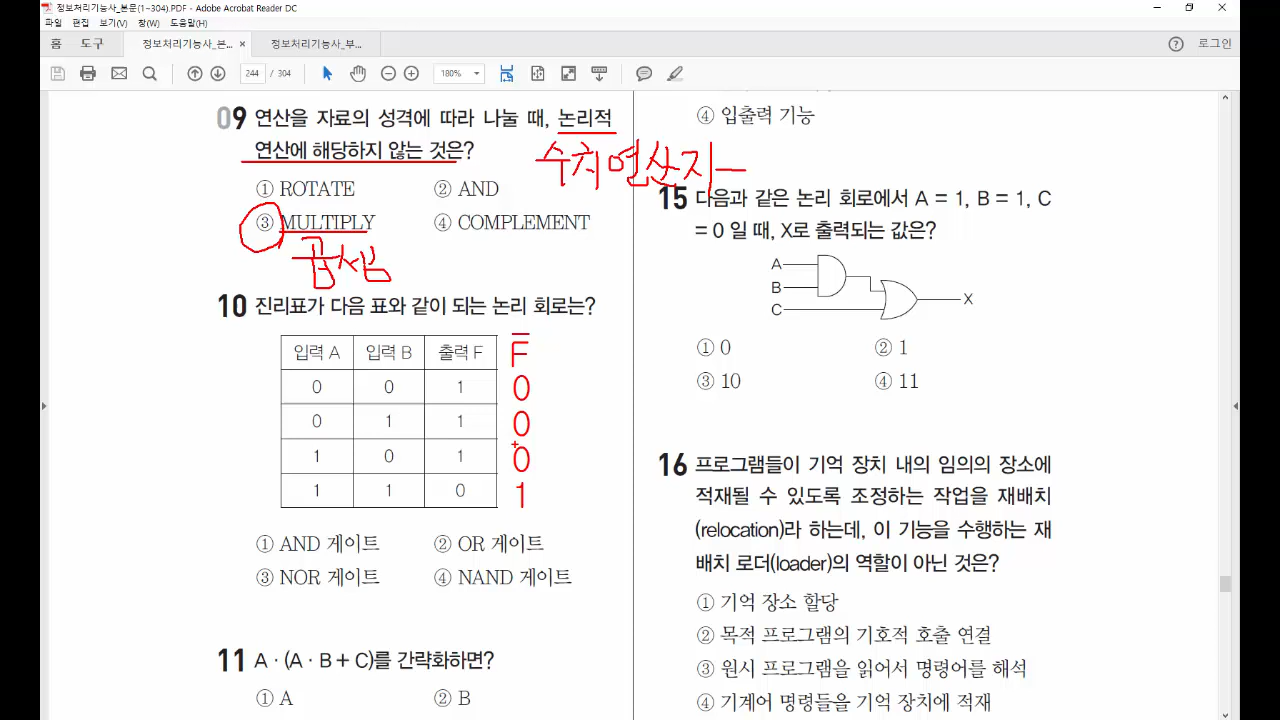 정보처리기능사_본문(1~304).PDF - Adobe Acrobat Reader DC
파일 편집 보기(V) 창(W) 도움말(H)
홈 도구 정보처리기능사_본... × 정보처리기능사_부... 로그인
244 / 304 180%
09 연산을 자료의 성격에 따라 나눌 때, 논리적
연산에 해당하지 않는 것은?
① ROTATE ② AND
③ MULTIPLY ④ COMPLEMENT
곱셈
수치연산자
10 진리표가 다음 표와 같이 되는 논리 회로는?
입력 A 입력 B 출력 F F̅
0 0 1 0
0 1 1 0
1 0 1 0
1 1 0 1
① AND 게이트 ② OR 게이트
③ NOR 게이트 ④ NAND 게이트
11 A · (A · B + C)를 간략화하면?
① A ② B
④ 입출력 기능
15 다음과 같은 논리 회로에서 A = 1, B = 1, C
= 0 일 때, X로 출력되는 값은?
A
B
C
X
① 0 ② 1
③ 10 ④ 11
16 프로그램들이 기억 장치 내의 임의의 장소에
적재될 수 있도록 조정하는 작업을 재배치
(relocation)라 하는데, 이 기능을 수행하는 재
배치 로더(loader)의 역할이 아닌 것은?
① 기억 장소 할당
② 목적 프로그램의 기호적 호출 연결
③ 원시 프로그램을 읽어서 명령어를 해석
④ 기계어 명령들을 기억 장치에 적재